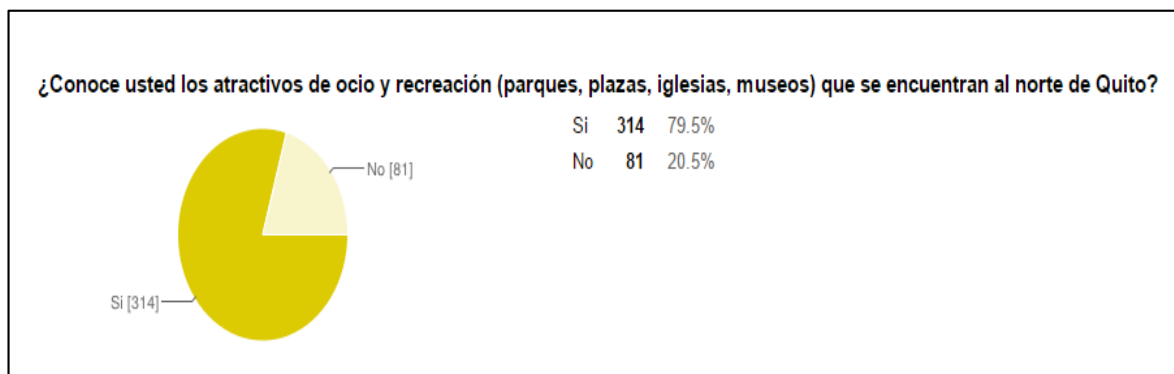 ¿Conoce usted los atractivos de ocio y recreación (parques, plazas, iglesias, museos) que se encuentran al norte de Quito?
Si 314 79.5%
No 81 20.5%
No [81]
Si [314]